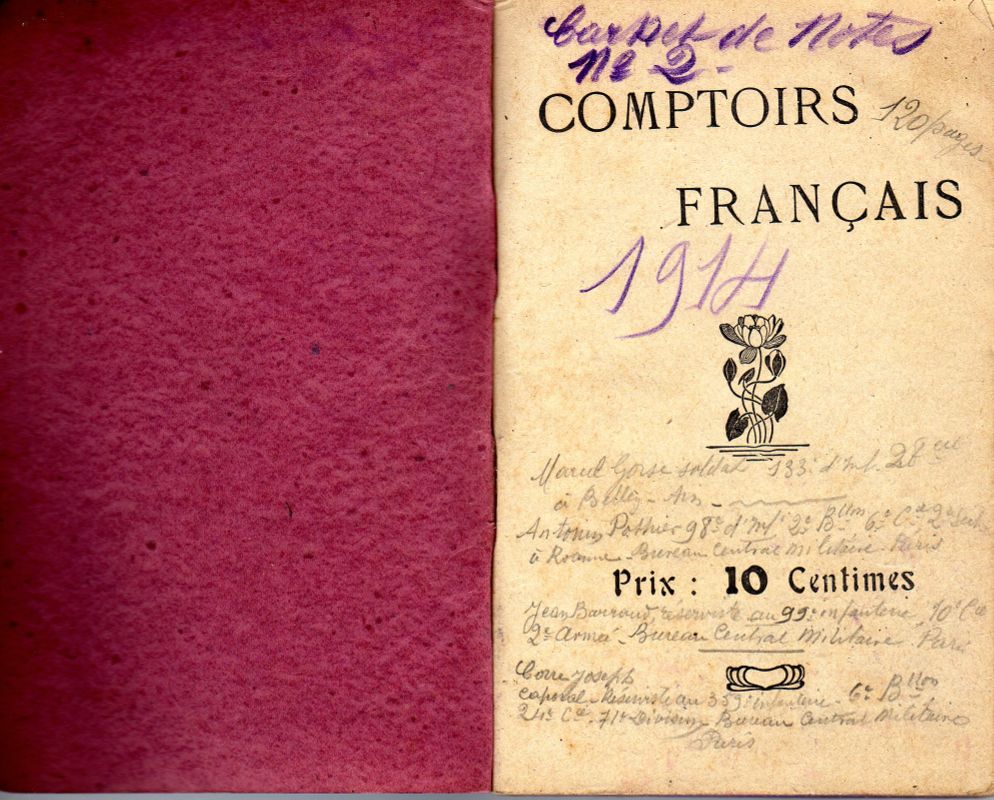 Carnet de Notes
No 2 -
COMPTOIRS
120 pages
FRANÇAIS
1914
Marcel Gorse soldat 133e d'Inf. 28e Cie
à Belley - Ain
Antonin Pothier 98e d'Inf 2e Bllon 6e Cie 2e
à Roanne - Bureau Central Militaire Paris
Prix : 10 Centimes
Jean Barraud, réserviste au 99e infanterie, 10e Cie
2e Armée - Bureau Central Militaire Paris
Corre Joseph
caporal - Réserviste au 359e infanterie - 6e Bllon
24e Cie - 71e Division Bureau Central Militaire
Paris